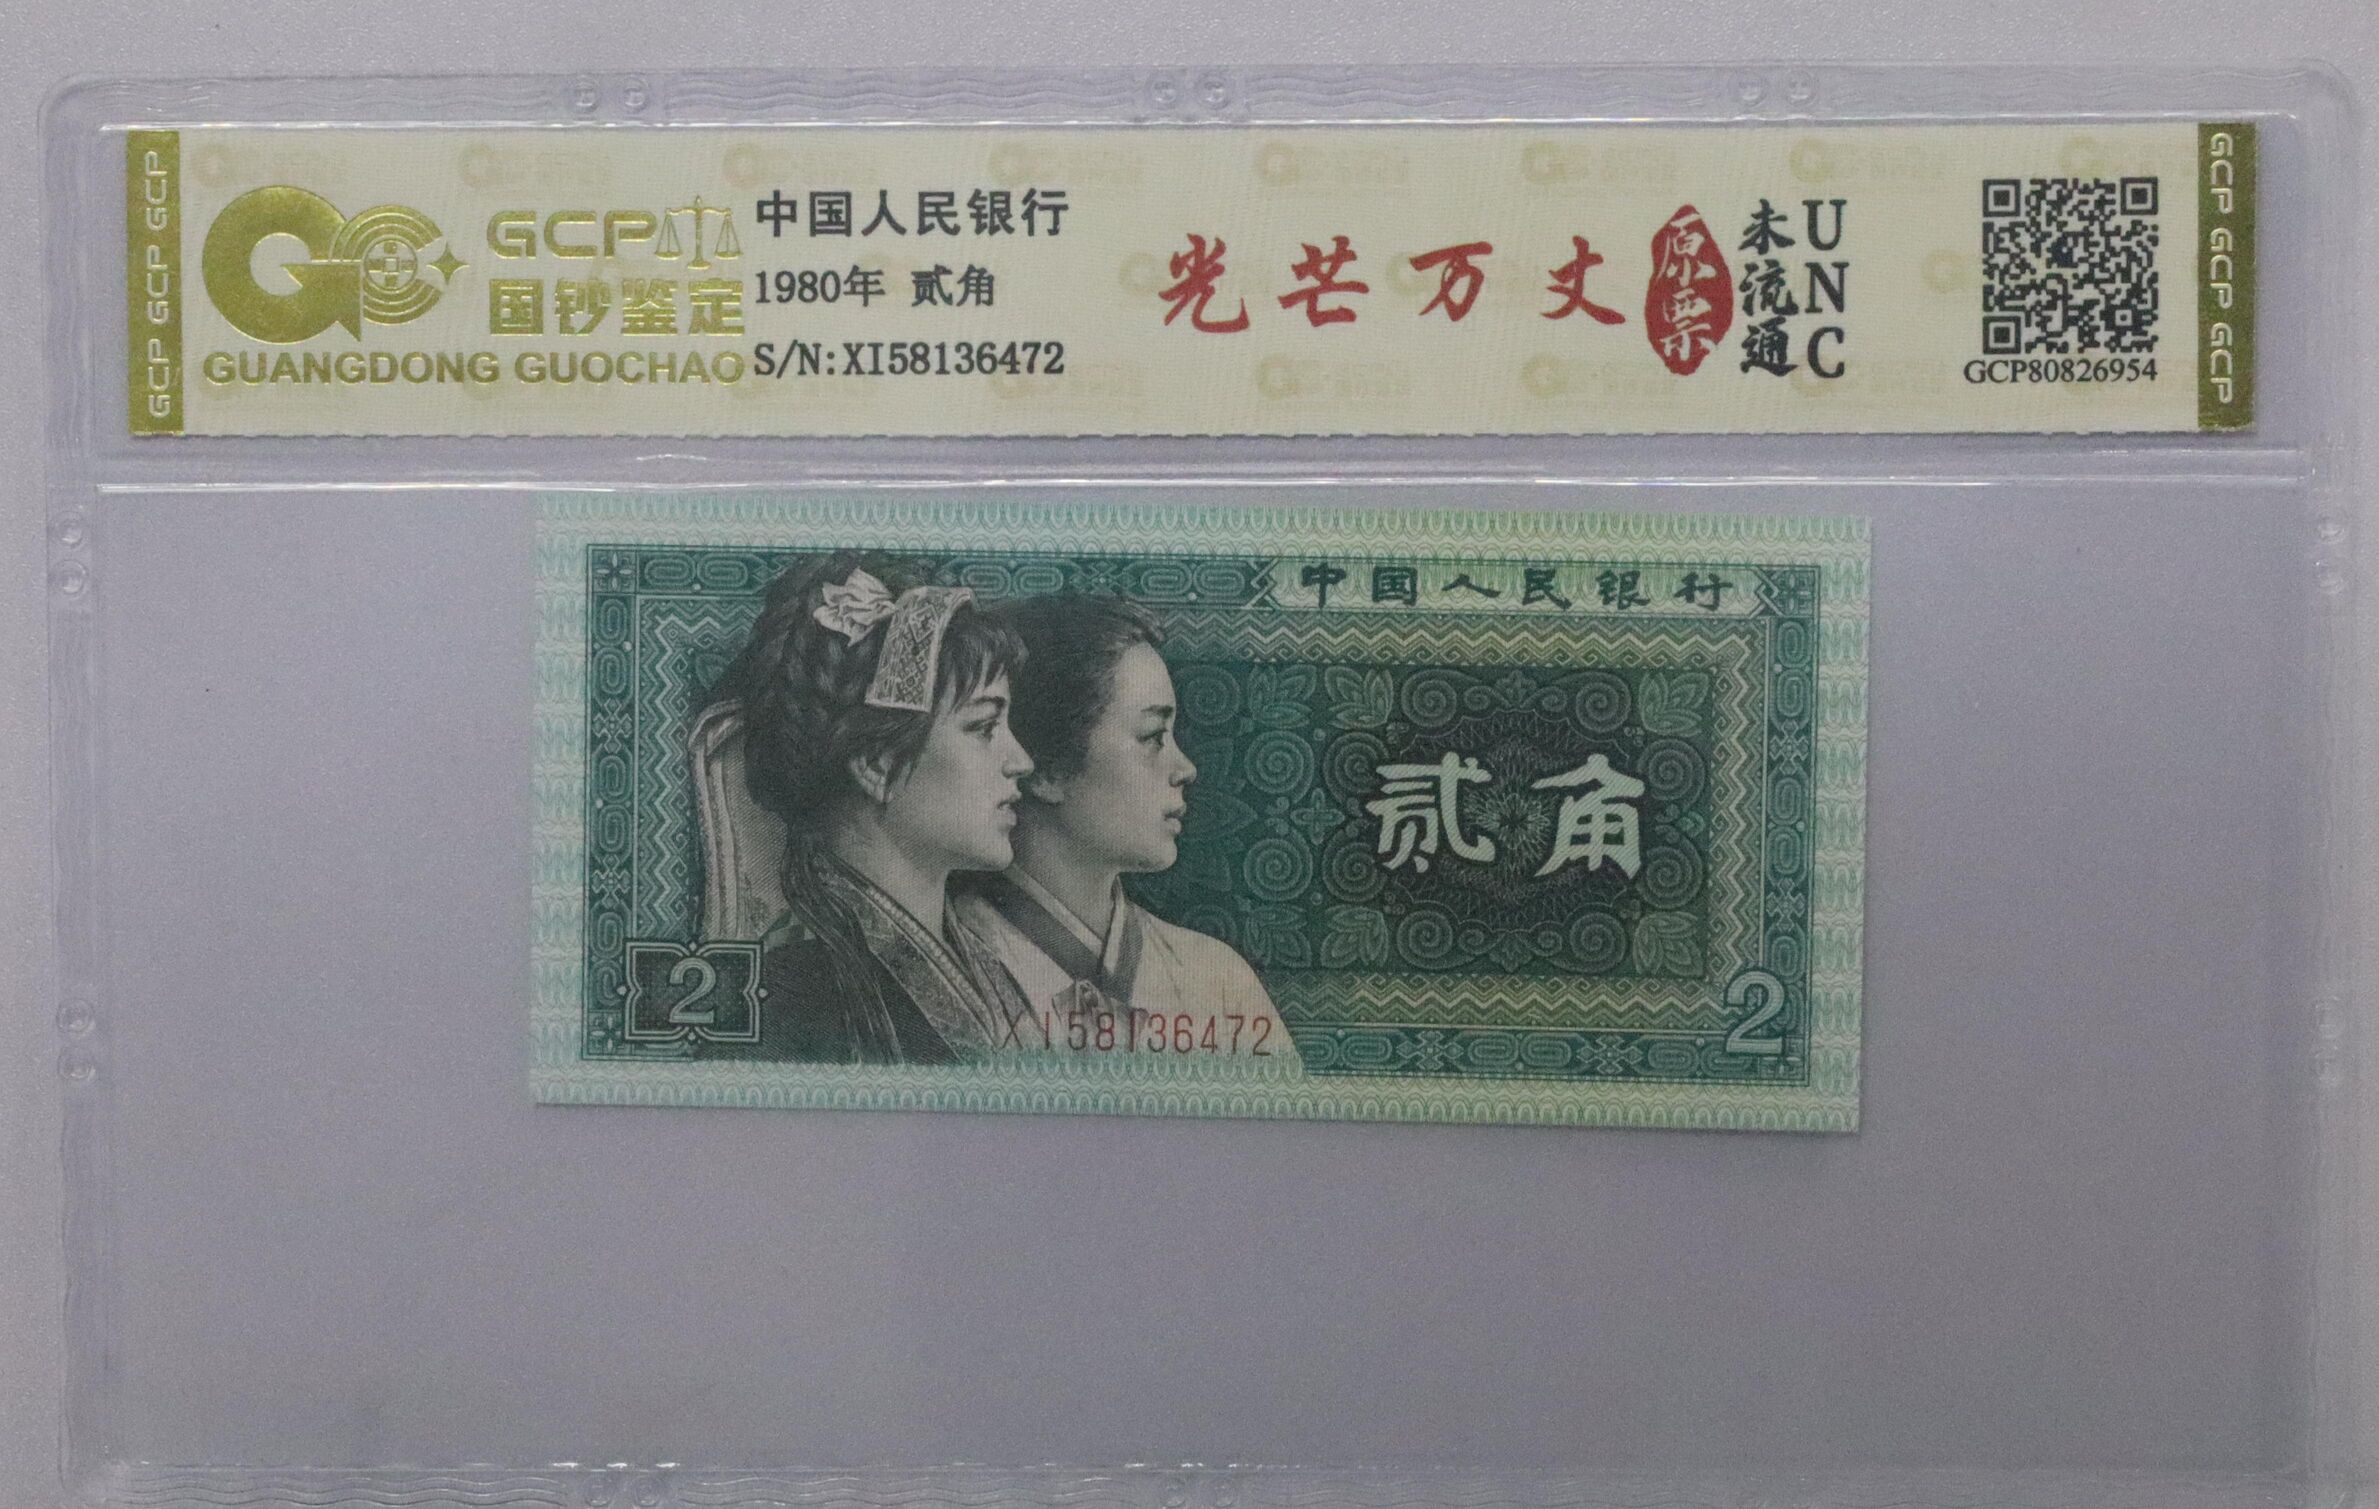 GCP GCP GCP
GCP
国钞鉴定
GUANGDONG GUOCHAO
中国人民银行
1980年 贰角
S/N:XI58136472
光芒万丈
原票
未流通
UNC
GCP80826954
GCP GCP GCP
中国人民银行
贰角
2
XI58136472
2